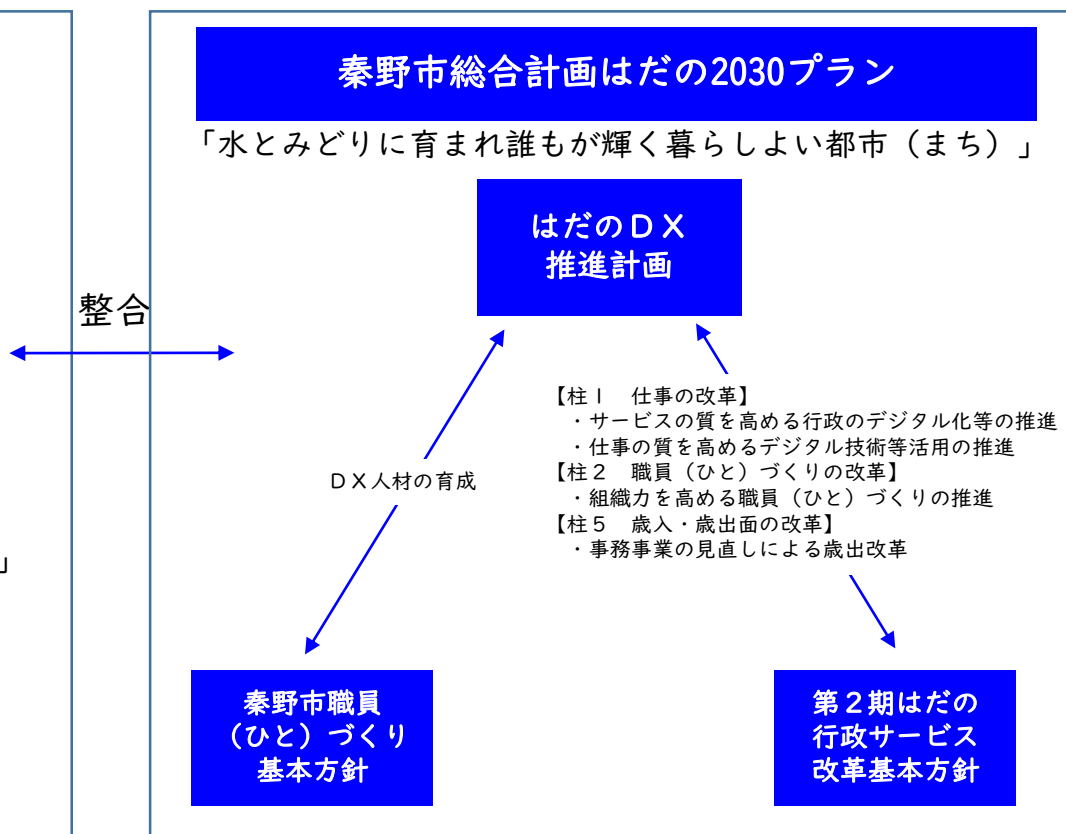 秦野市総合計画はだの2030プラン
「水とみどりに育まれ誰もが輝く暮らしよい都市（まち）」
はだのＤＸ
推進計画
整合
【柱１　仕事の改革】
・サービスの質を高める行政のデジタル化等の推進
・仕事の質を高めるデジタル技術等活用の推進
【柱２　職員（ひと）づくりの改革】
・組織力を高める職員（ひと）づくりの推進
【柱５　歳入・歳出面の改革】
・事務事業の見直しによる歳出改革
ＤＸ人材の育成
」
秦野市職員
（ひと）づくり
基本方針
第２期はだの
行政サービス
改革基本方針